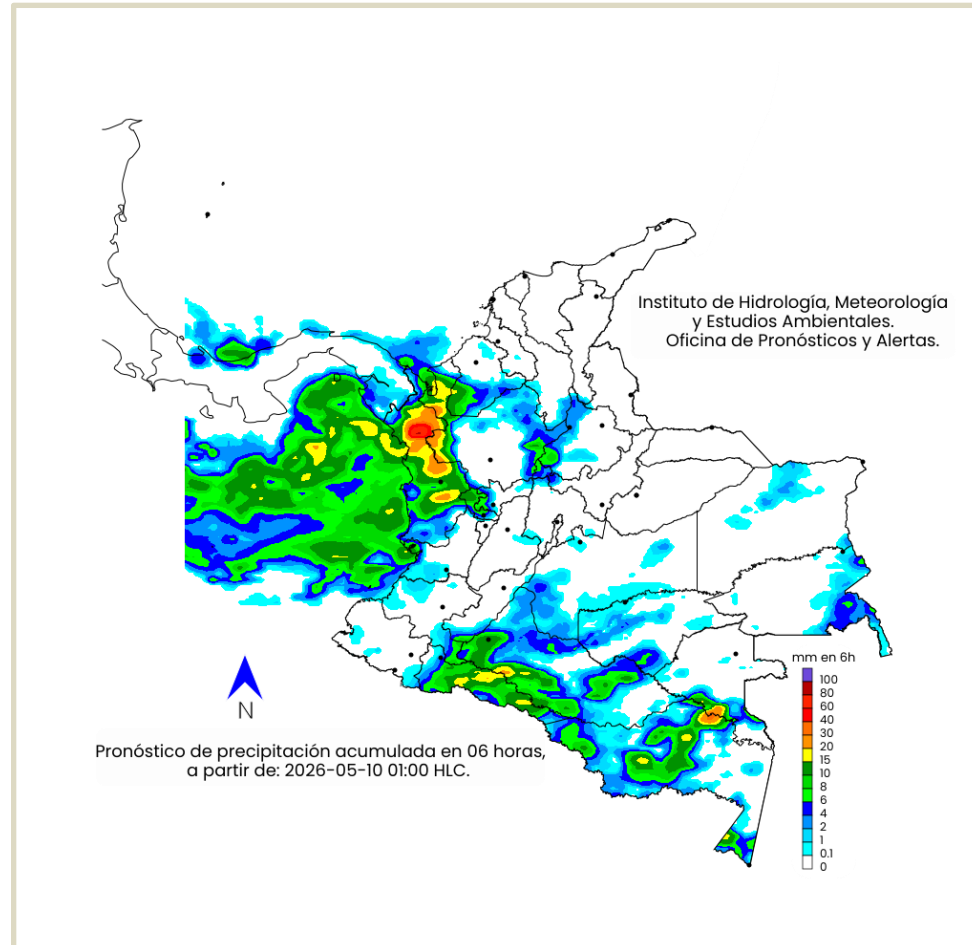 Instituto de Hidrología, Meteorología
y Estudios Ambientales.
Oficina de Pronósticos y Alertas.
mm en 6h
100
80
60
40
30
20
15
10
8
6
4
2
1
0.1
0
N
Pronóstico de precipitación acumulada en 06 horas,
a partir de: 2026-05-10 01:00 HLC.